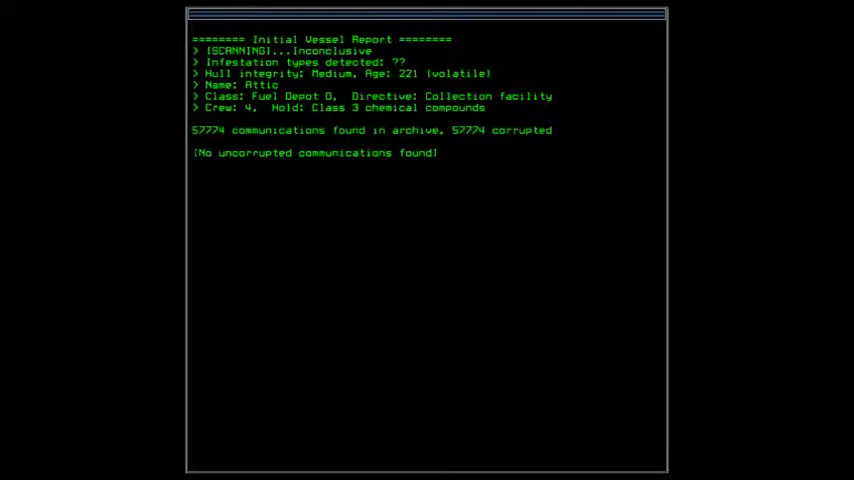 ======== Initial Vessel Report ========
> [SCANNING]...Inconclusive
> Infestation types detected: ??
> Hull integrity: Medium, Age: 221 (volatile)
> Name: Attic
> Class: Fuel Depot D, Directive: Collection facility
> Crew: 4, Hold: Class 3 chemical compounds
57774 communications found in archive, 57774 corrupted
[No uncorrupted communications found]